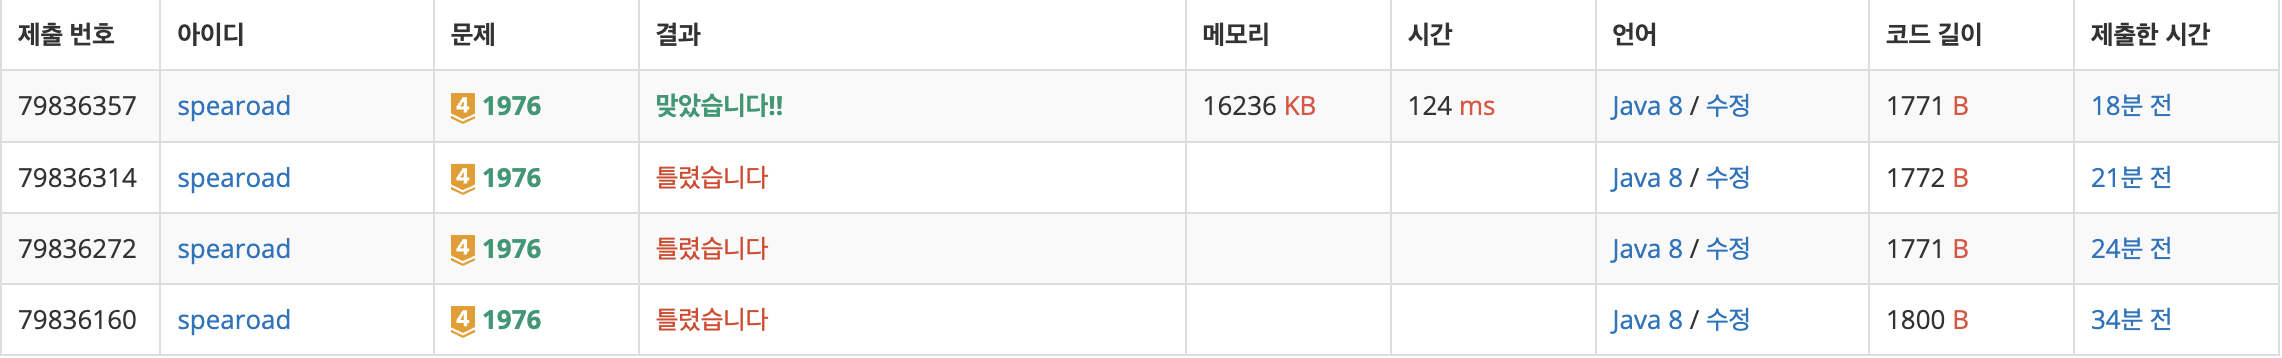 제출 번호 아이디 문제 결과 메모리 시간 언어 코드 길이 제출한 시간
79836357 spearoad 4 1976 맞았습니다!! 16236 KB 124 ms Java 8 / 수정 1771 B 18분 전
79836314 spearoad 4 1976 틀렸습니다 Java 8 / 수정 1772 B 21분 전
79836272 spearoad 4 1976 틀렸습니다 Java 8 / 수정 1771 B 24분 전
79836160 spearoad 4 1976 틀렸습니다 Java 8 / 수정 1800 B 34분 전